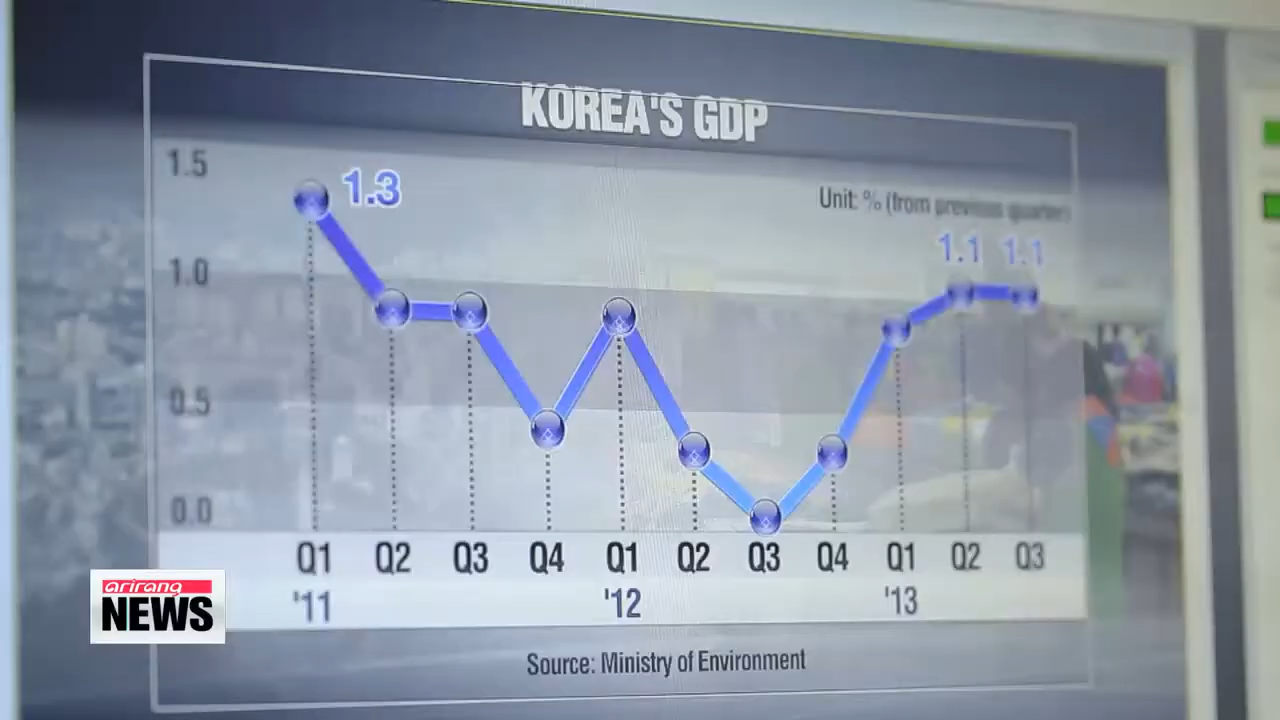 KOREA'S GDP
Unit: % (from previous quarter)
1.5
1.3
1.1 1.1
1.0
0.5
0.0
Q1 Q2 Q3 Q4 Q1 Q2 Q3 Q4 Q1 Q2 Q3
'11 '12 '13
Source: Ministry of Environment
arirang
NEWS